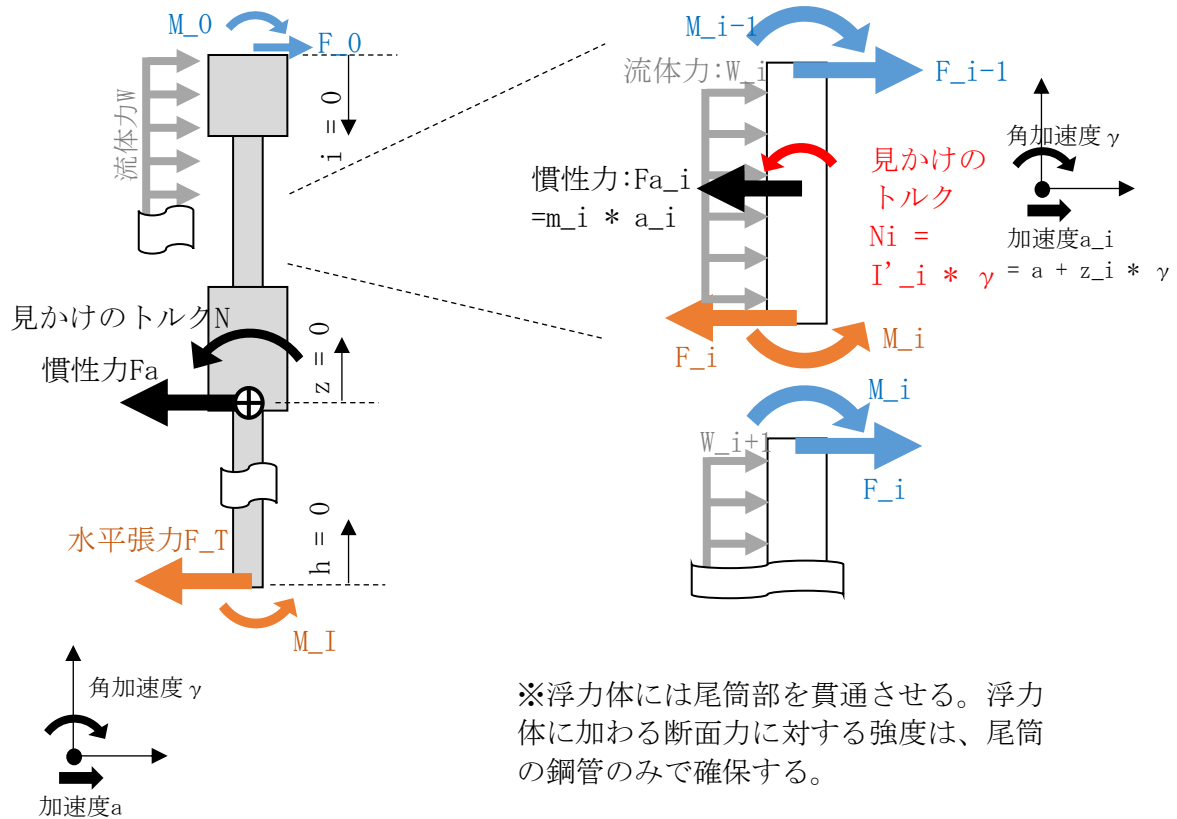 M_0
F_0
流体力W
i = 0
見かけのトルクN
慣性力Fa
z = 0
水平張力F_T
h = 0
M_I
角加速度γ
加速度a
M_i-1
流体力:W_i
F_i-1
慣性力:Fa_i
=m_i * a_i
見かけの
トルク
Ni =
I’_i * γ
角加速度γ
加速度a_i
= a + z_i * γ
F_i
M_i
M_i
W_i+1
F_i
※浮力体には尾筒部を貫通させる。浮力
体に加わる断面力に対する強度は、尾筒
の鋼管のみで確保する。